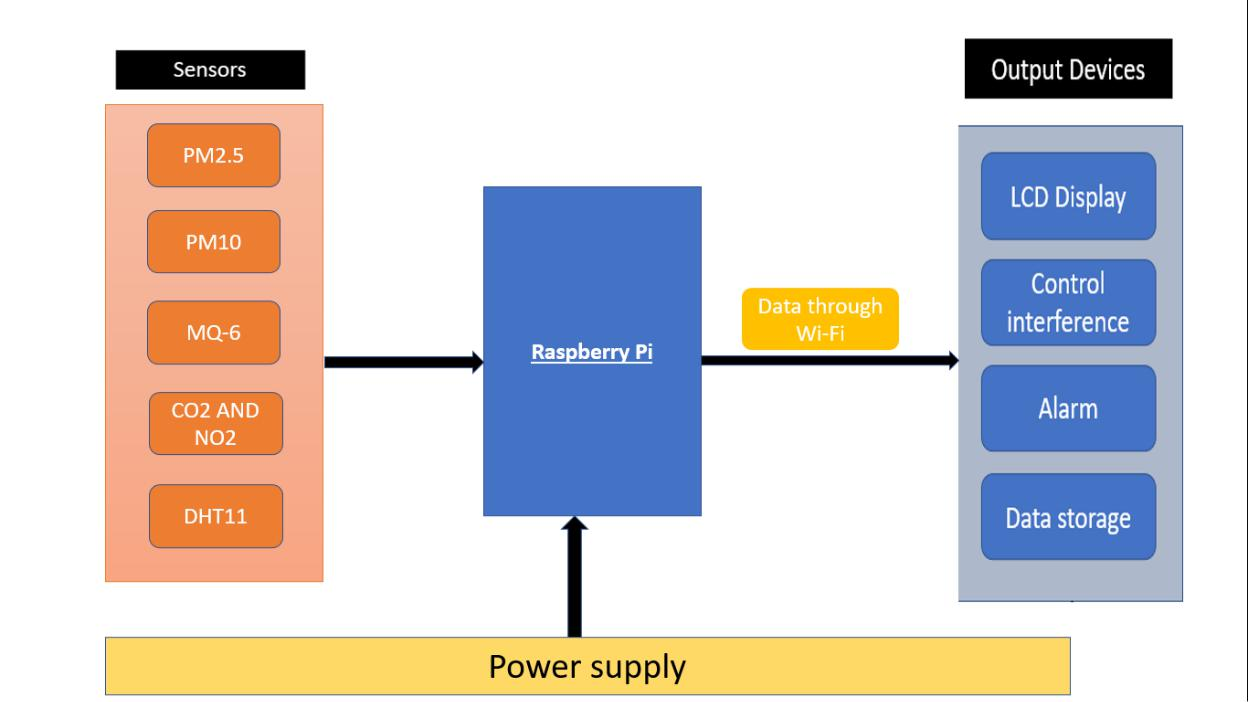 Sensors
PM2.5
PM10
MQ-6
CO2 AND
NO2
DHT11
Raspberry Pi
Data through
Wi-Fi
Output Devices
LCD Display
Control
interference
Alarm
Data storage
Power supply